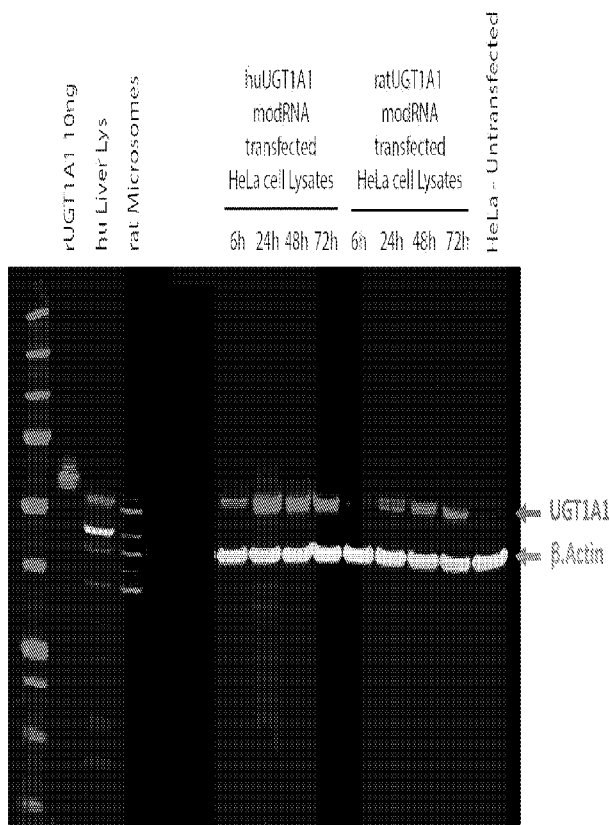 rUGT1A1 10ng
hu Liver Lys
rat Microsomes
huUGT1A1
modRNA
transfected
HeLa cell Lysates
6h 24h 48h 72h
ratUGT1A1
modRNA
transfected
HeLa cell Lysates
6h 24h 48h 72h
HeLa - Untransfected
UGT1A1
β.Actin